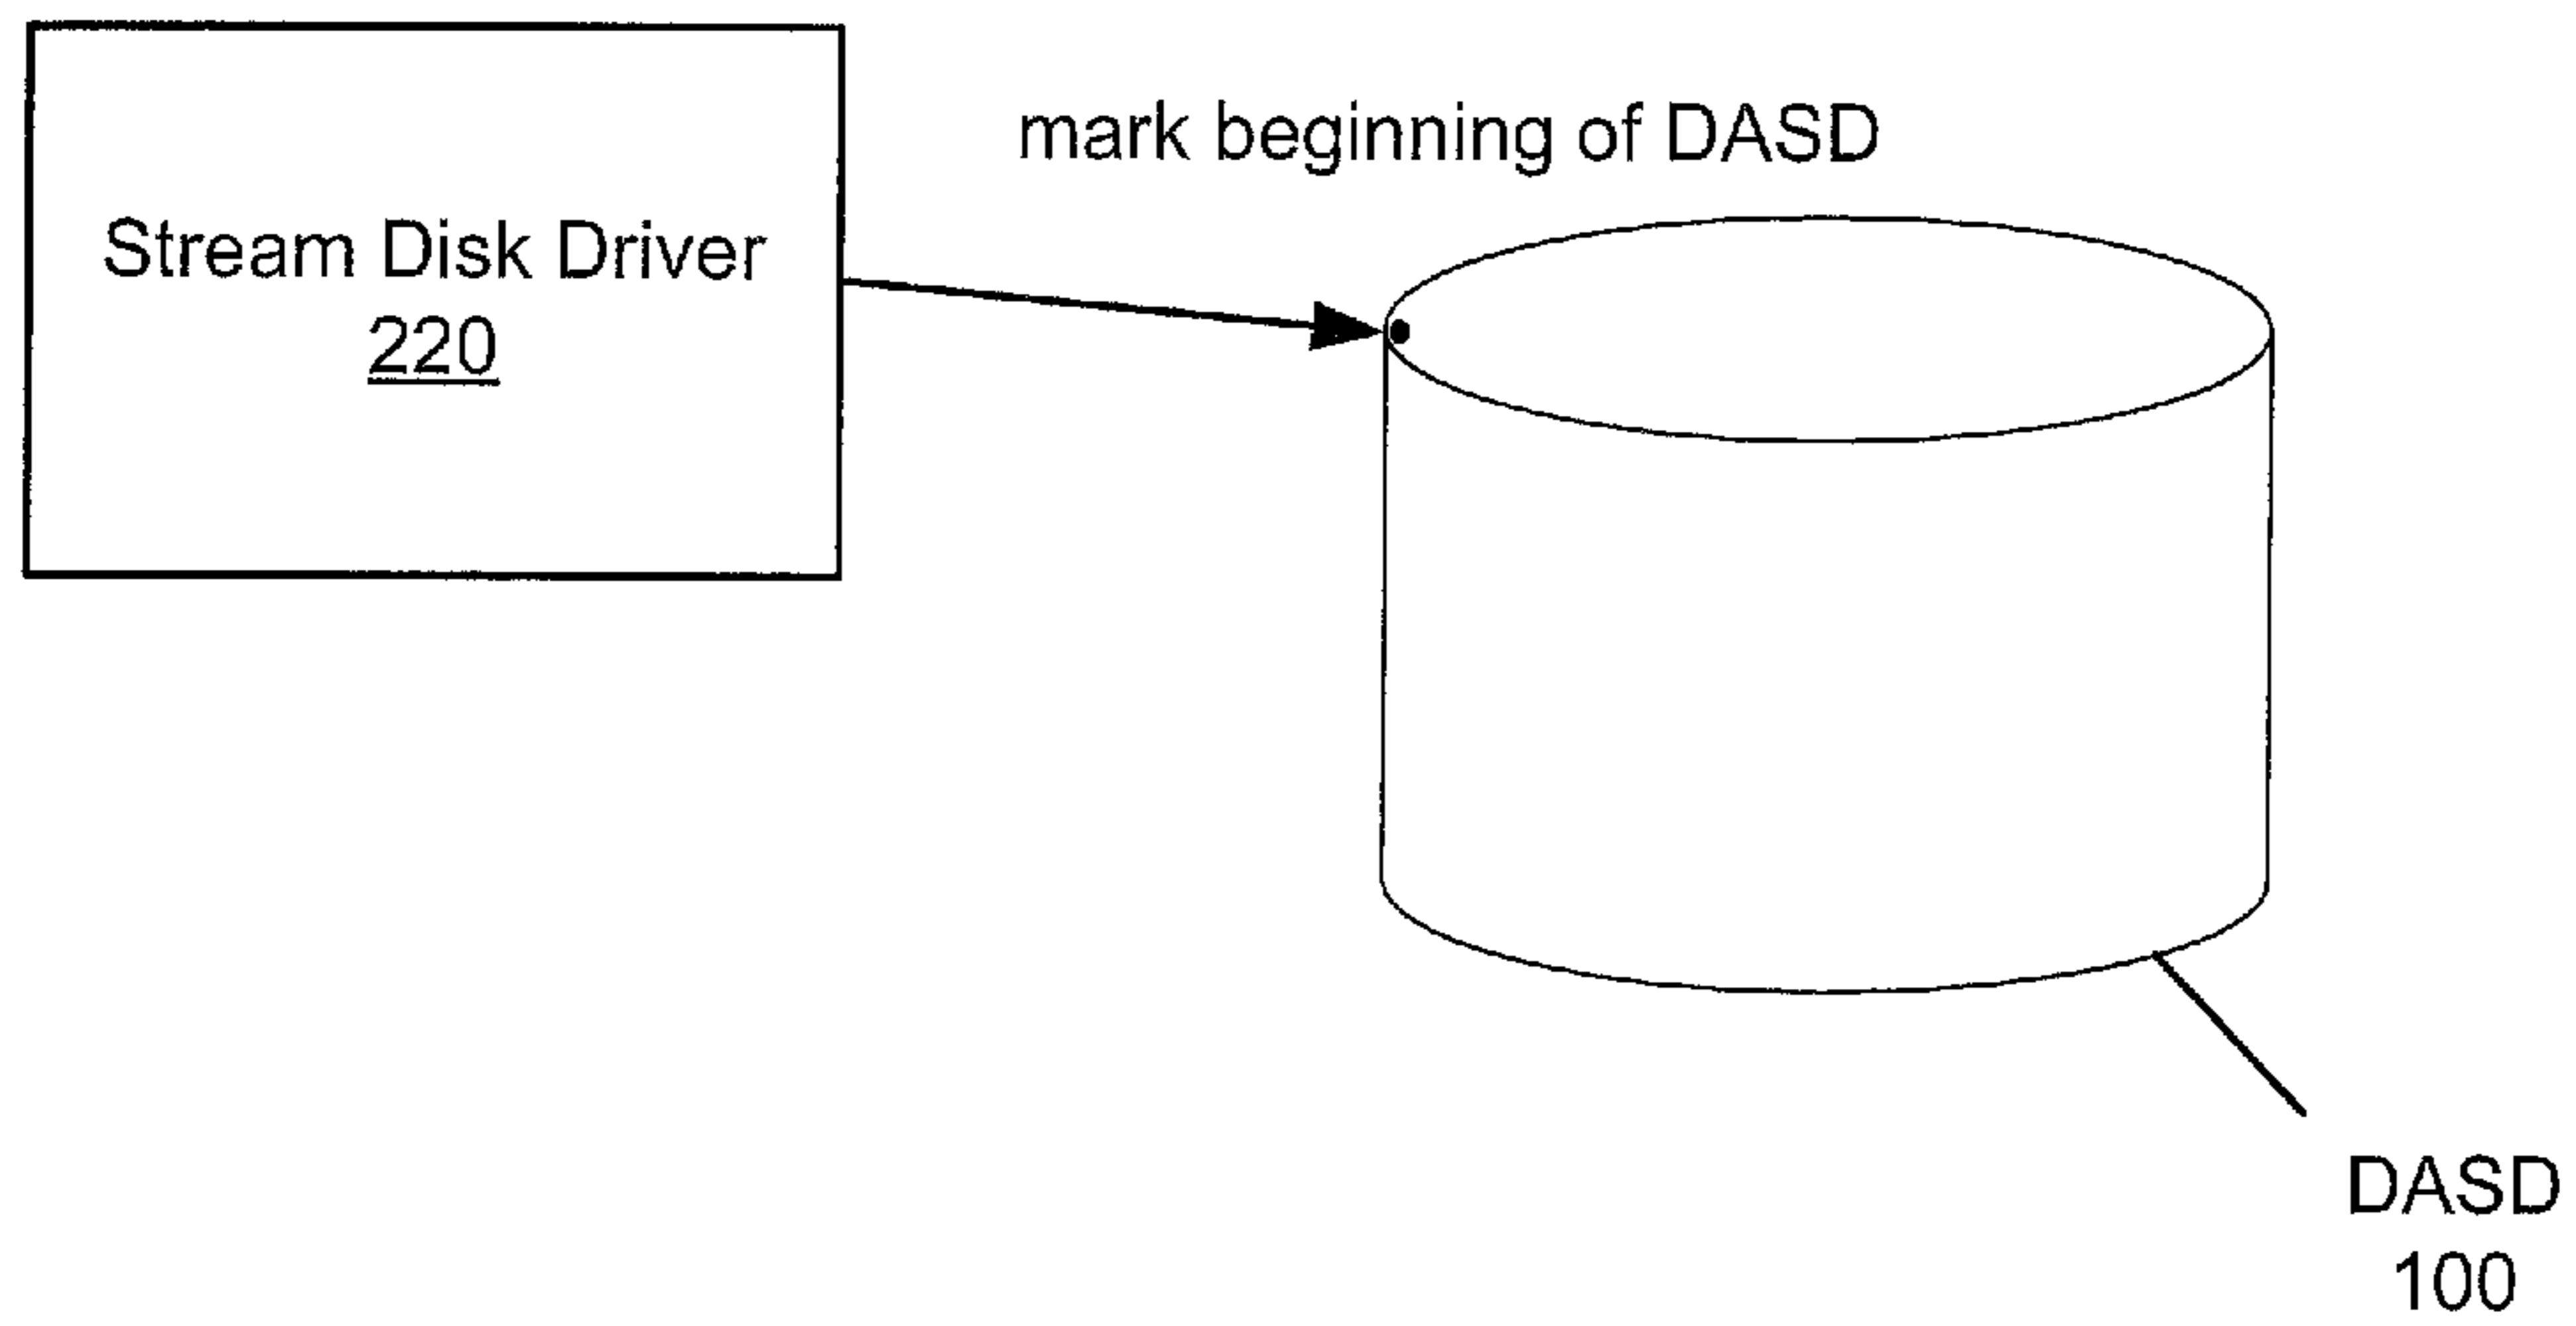 mark beginning of DASD
Stream Disk Driver
220
DASD
100